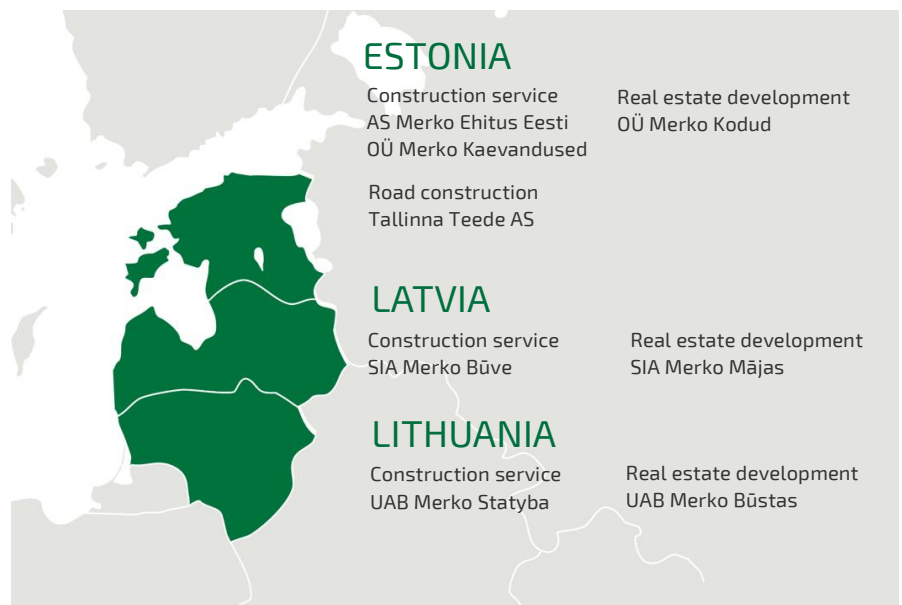 ESTONIA
Construction service
AS Merko Ehitus Eesti
OÜ Merko Kaevandused
Real estate development
OÜ Merko Kodud
Road construction
Tallinna Teede AS
LATVIA
Construction service
SIA Merko Būve
Real estate development
SIA Merko Mājas
LITHUANIA
Construction service
UAB Merko Statyba
Real estate development
UAB Merko Būstas